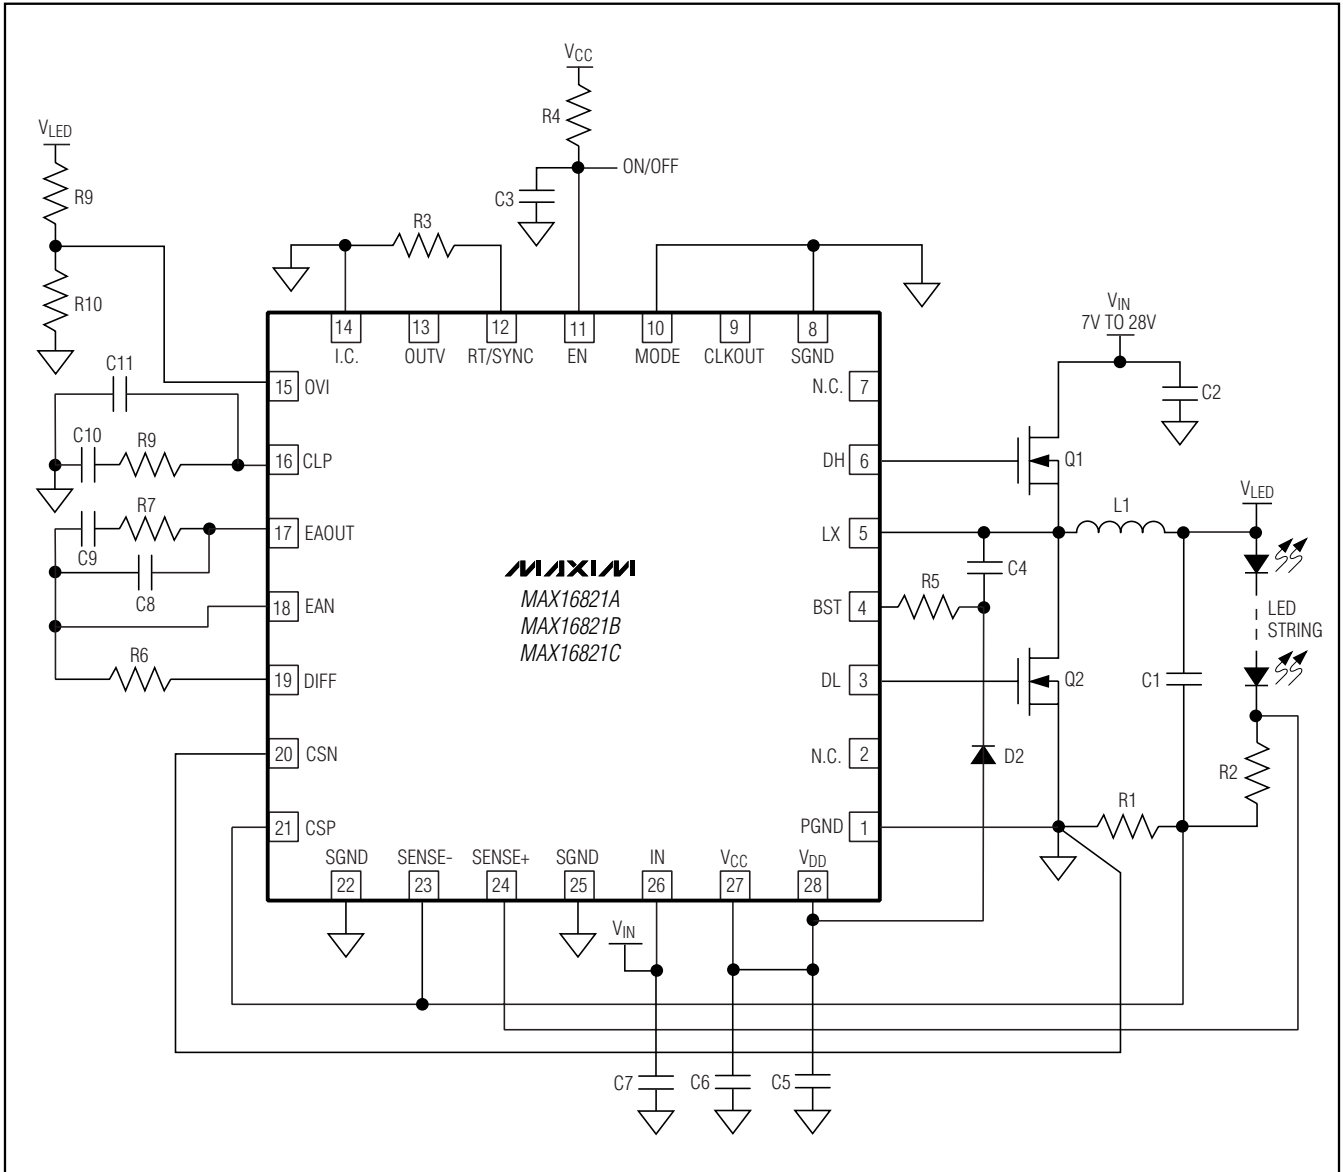 VCC
R4
ON/OFF
C3
VLED
R9
R10
R3
14 13 12 11 10 9 8
I.C. OUTV RT/SYNC EN MODE CLKOUT SGND
VIN
7V TO 28V
C2
C11
15 OVI
N.C. 7
C10 R9
16 CLP
DH 6
Q1
R7
C9
17 EAOUT
LX 5
L1
VLED
C8
C4
MAXIM
MAX16821A
MAX16821B
MAX16821C
18 EAN
BST 4
R5
LED
STRING
R6
19 DIFF
DL 3
Q2
C1
20 CSN
N.C. 2
D2
R2
21 CSP
PGND 1
R1
SGND SENSE- SENSE+ SGND IN VCC VDD
22 23 24 25 26 27 28
VIN
C7 C6 C5